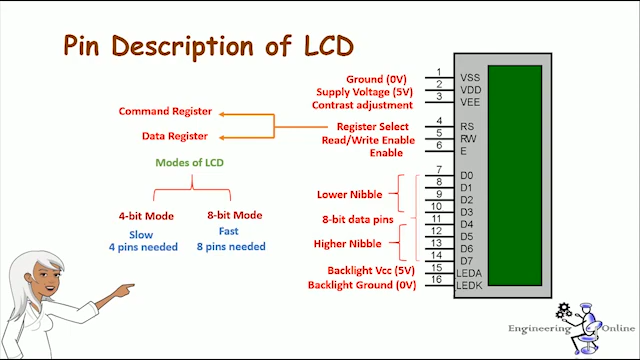 Pin Description of LCD
Ground (0V) 1 VSS
Supply Voltage (5V) 2 VDD
Contrast adjustment 3 VEE
Command Register
Register Select 4 RS
Data Register
Read/Write Enable 5 RW
Enable 6 E
Modes of LCD
7 D0
8 D1
Lower Nibble 9 D2
10 D3
4-bit Mode 8-bit Mode
8-bit data pins 11 D4
Slow Fast
12 D5
4 pins needed 8 pins needed
Higher Nibble 13 D6
14 D7
Backlight Vcc (5V) 15 LEDA
Backlight Ground (0V) 16 LEDK
Engineering Online